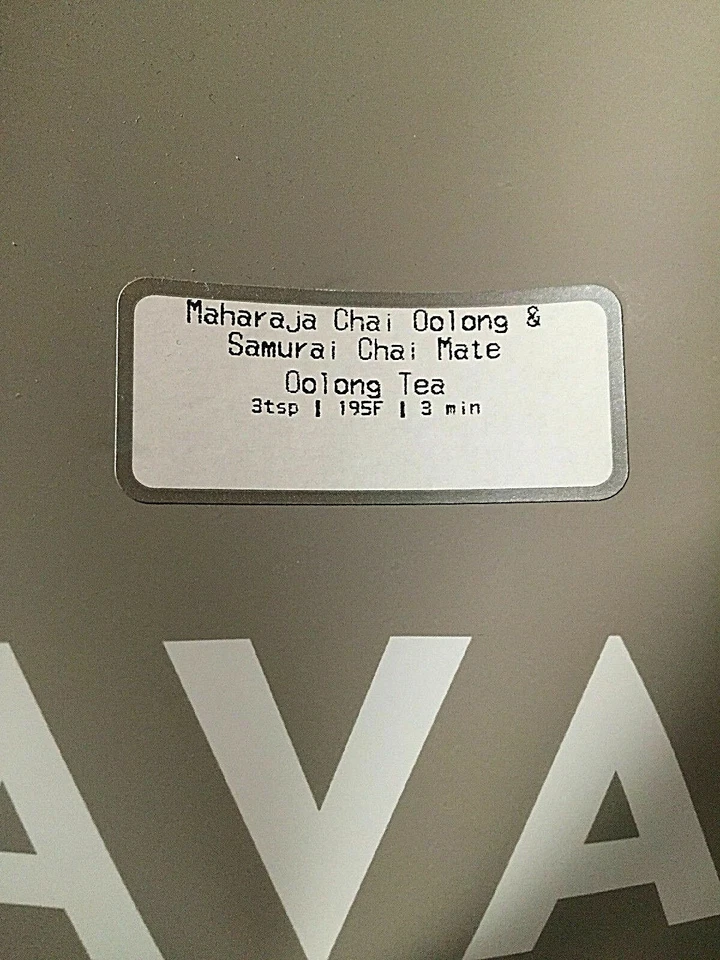 Maharaja Chai Oolong &
Samurai Chai Mate
Oolong Tea
3tsp | 195F | 3 min
AVA